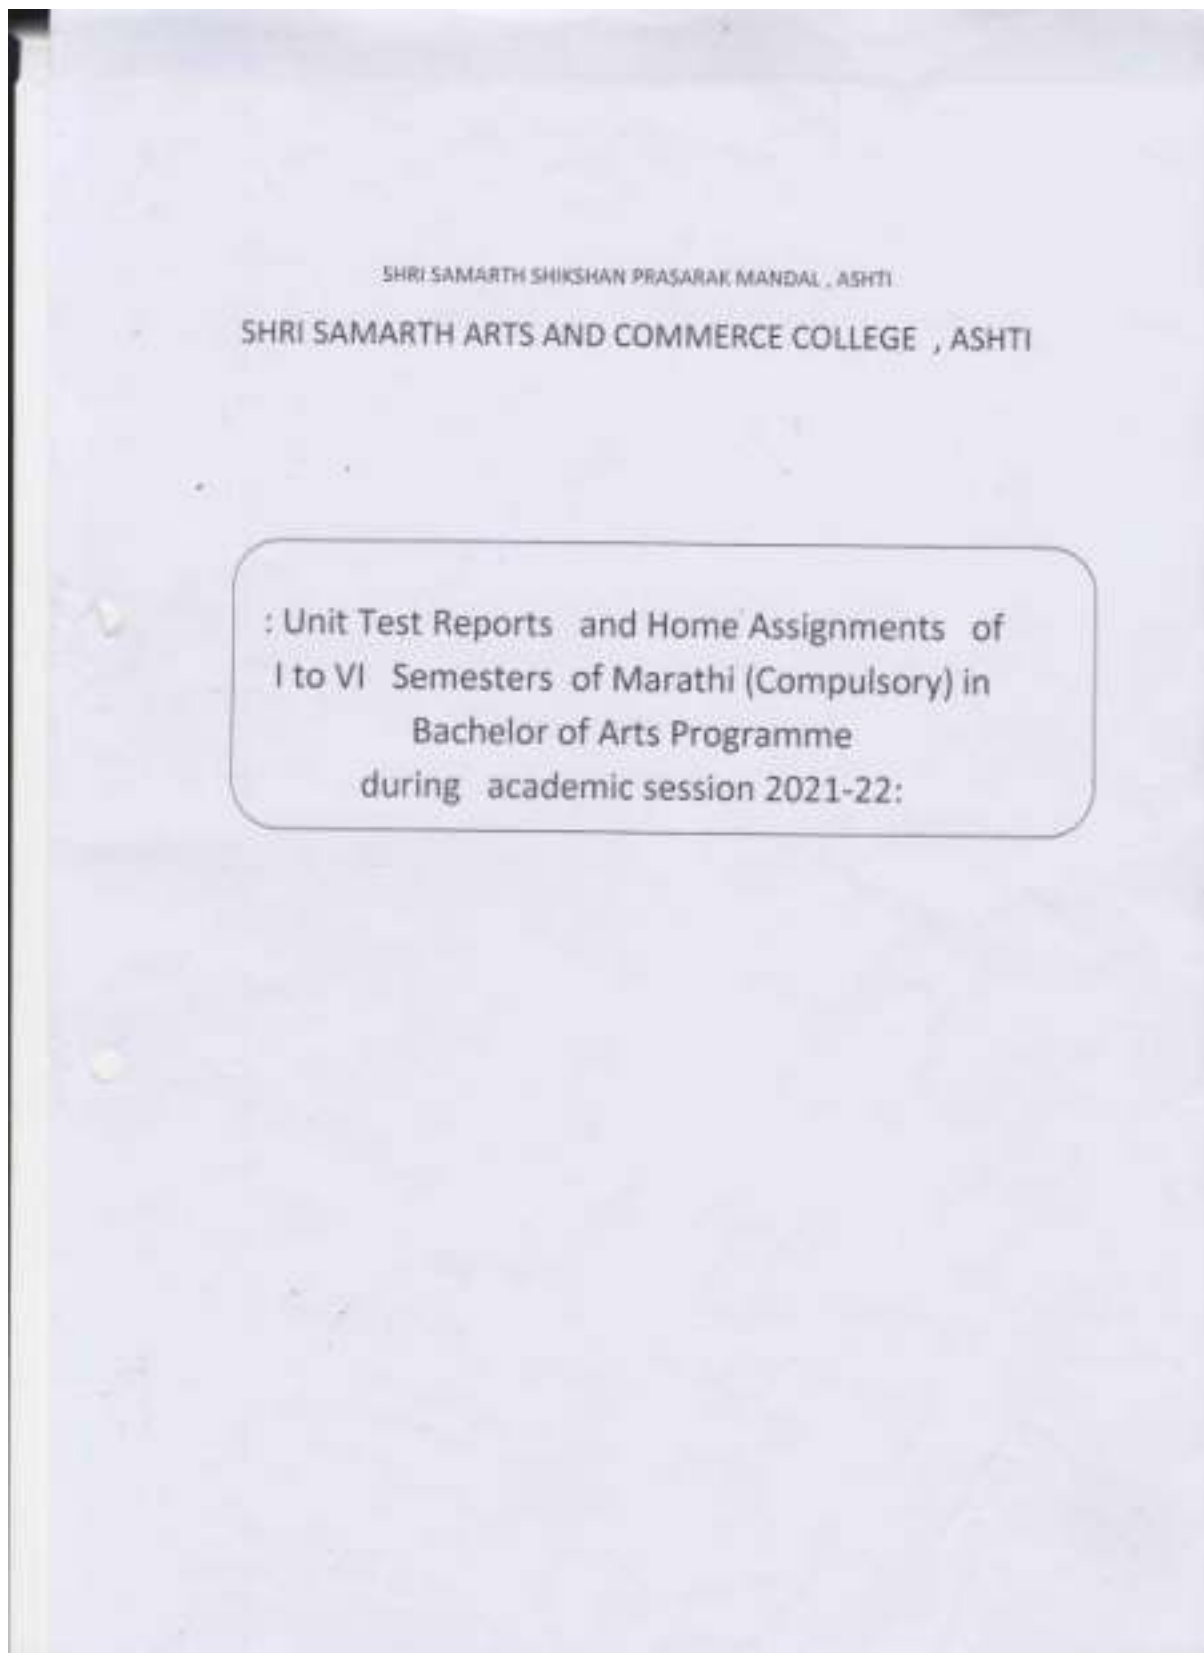 SHRI SAMARTH SHIKSHAN PRASARAK MANDAL , ASHTI
SHRI SAMARTH ARTS AND COMMERCE COLLEGE , ASHTI
: Unit Test Reports and Home Assignments of
I to VI Semesters of Marathi (Compulsory) in
Bachelor of Arts Programme
during academic session 2021-22: